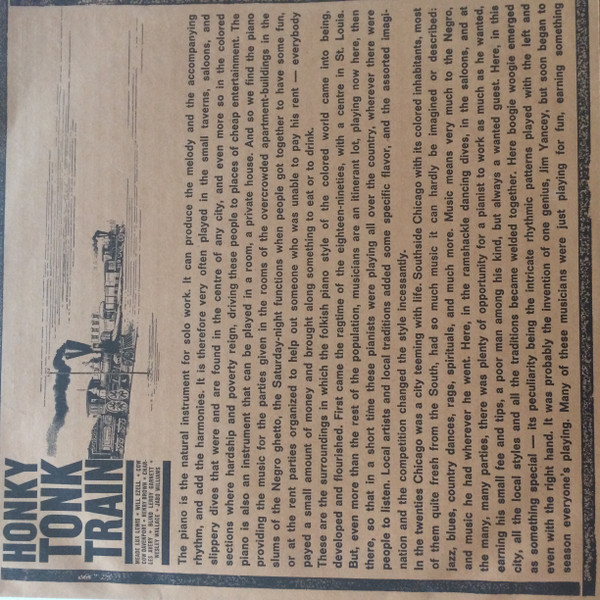 HONKY
TONK
TRAIN
MEADE LUX LEWIS • WILL EZELL • COW
COW DAVENPORT • HENRY BROWN • CHAS
LES AVERY • BLIND LEROY GARNETT •
WESLEY WALLACE • JABO WILLIAMS
The piano is the natural instrument for solo work. It can produce the melody and the accompanying
rhythm, and add the harmonies. It is therefore very often played in the small taverns, saloons, and
slippery dives that were and are found in the centre of any city, and even more so in the colored
sections where hardship and poverty reign, driving these people to places of cheap entertainment. The
piano is also an instrument that can be played in a room, a private house. And so we find the piano
providing the music for the parties given in the rooms of the overcrowded apartment-buildings in the
slums of the Negro ghetto, the Saturday-night functions when people got together to have some fun,
or at the rent parties organized to help out someone who was unable to pay his rent — everybody
payed a small amount of money and brought along something to eat or to drink.
These are the surroundings in which the folkish piano style of the colored world came into being,
developed and flourished. First came the ragtime of the eighteen-nineties, with a centre in St. Louis.
But, even more than the rest of the population, musicians are an itinerant lot, playing now here, then
there, so that in a short time these pianists were playing all over the country, wherever there were
people to listen. Local artists and local traditions added some specific flavor, and the assorted imagi-
nation and the competition changed the style incessantly.
In the twenties Chicago was a city teeming with life. Southside Chicago with its colored inhabitants, most
of them quite fresh from the South, had so much music it can hardly be imagined or described:
jazz, blues, country dances, rags, spirituals, and much more. Music means very much to the Negro,
and music he had wherever he went. Here, in the ramshackle dancing dives, in the saloons, and at
the many, many parties, there was plenty of opportunity for a pianist to work as much as he wanted,
earning his small fee and tips, a poor man among his kind, but always a wanted guest. Here, in this
city, all the local styles and all the traditions became welded together. Here boogie woogie emerged
as something special — its peculiarity being the intricate rhythmic patterns played with the left and
even with the right hand. It was probably the invention of one genius, Jim Yancey, but soon began to
season everyone's playing. Many of these musicians were just playing for fun, earning something